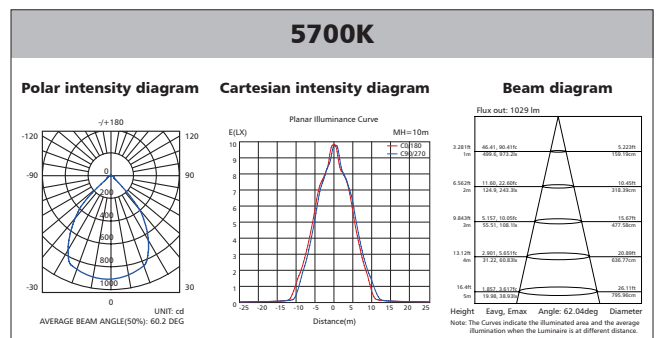 5700K
Polar intensity diagram
Cartesian intensity diagram
Beam diagram
-/+180
-120
120
-90
90
-30
30
0
200
400
600
800
1000
0
UNIT: cd
AVERAGE BEAM ANGLE(50%): 60.2 DEG
Planar Illuminance Curve
E(LX)
MH=10m
C0/180
C90/270
10
9
8
7
6
5
4
3
2
1
0
-25 -20 -15 -10 -5 0 5 10 15 20 25
Distance(m)
Flux out: 1029 lm
3.281ft 46.41, 90.41fc 5.223ft
1m 499.6, 973.2lx 159.19cm
6.562ft 11.60, 22.60fc 10.45ft
2m 124.9, 243.3lx 318.39cm
9.843ft 5.157, 10.05fc 15.67ft
3m 55.51, 108.1lx 477.58cm
13.12ft 2.901, 5.651fc 20.89ft
4m 31.22, 60.83lx 636.77cm
16.4ft 1.857, 3.617fc 26.11ft
5m 19.98, 38.93lx 795.96cm
Height Eavg, Emax Angle: 62.04deg Diameter
Note: The Curves indicate the illuminated area and the average
illumination when the Luminaire is at different distance.